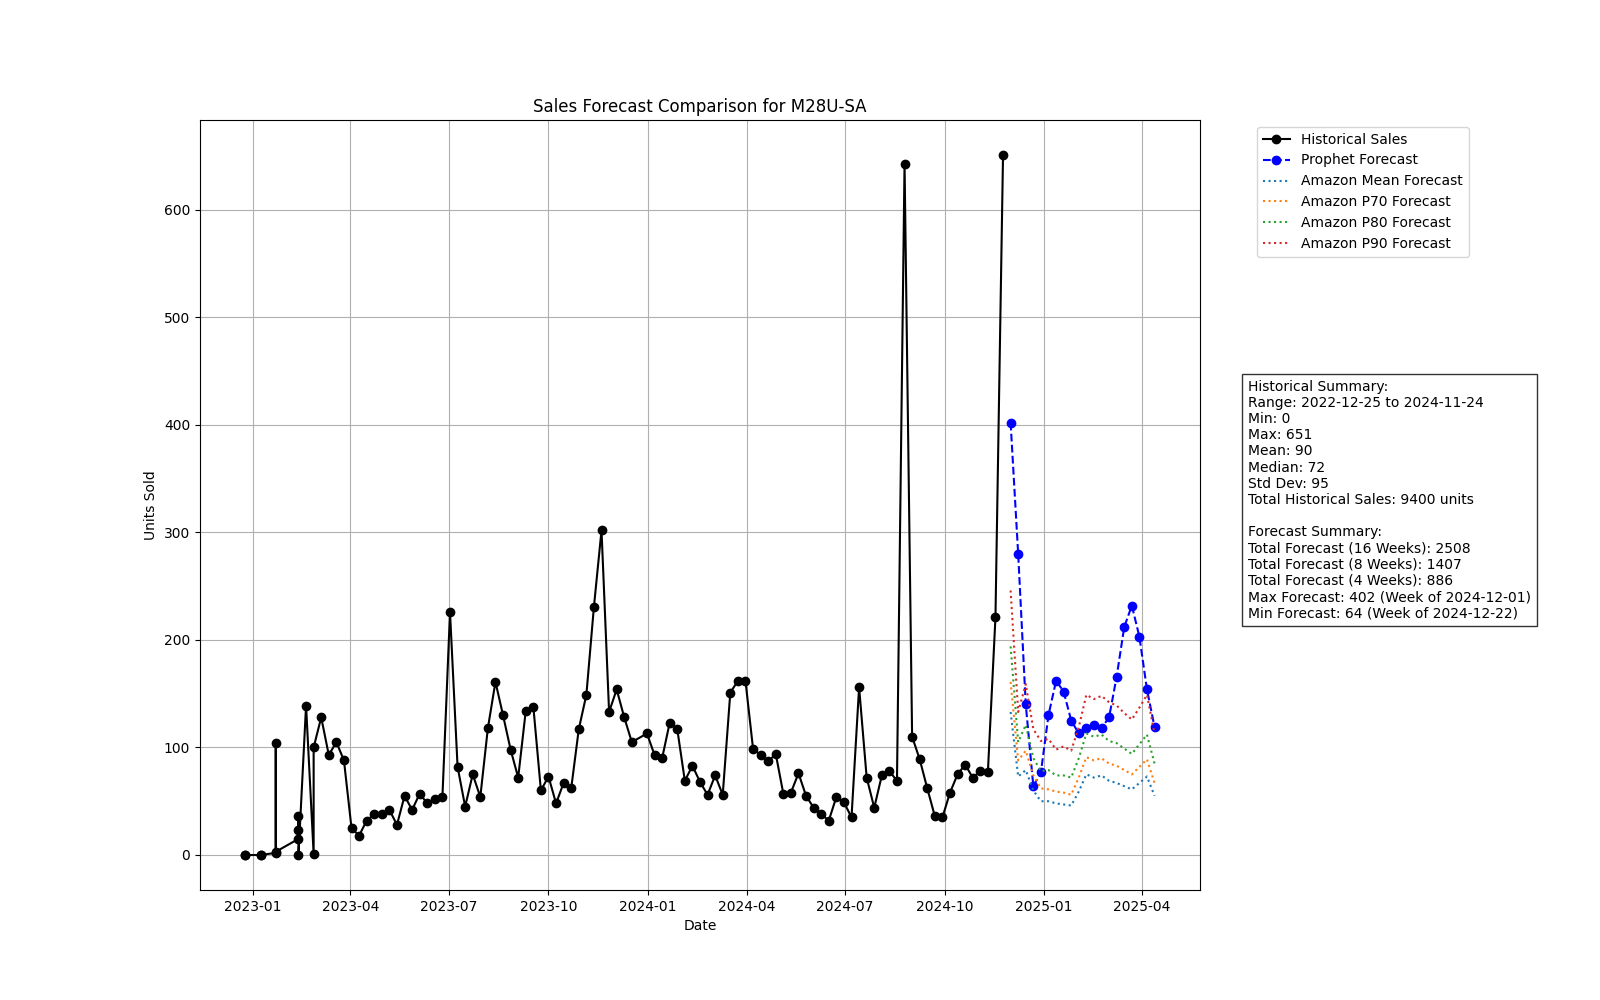 Sales Forecast Comparison for M28U-SA
Historical Sales
Prophet Forecast
Amazon Mean Forecast
Amazon P70 Forecast
Amazon P80 Forecast
Amazon P90 Forecast
Units Sold
600
500
400
300
200
100
0
2023-01
2023-04
2023-07
2023-10
2024-01
2024-04
2024-07
2024-10
2025-01
2025-04
Date
Historical Summary:
Range: 2022-12-25 to 2024-11-24
Min: 0
Max: 651
Mean: 90
Median: 72
Std Dev: 95
Total Historical Sales: 9400 units
Forecast Summary:
Total Forecast (16 Weeks): 2508
Total Forecast (8 Weeks): 1407
Total Forecast (4 Weeks): 886
Max Forecast: 402 (Week of 2024-12-01)
Min Forecast: 64 (Week of 2024-12-22)